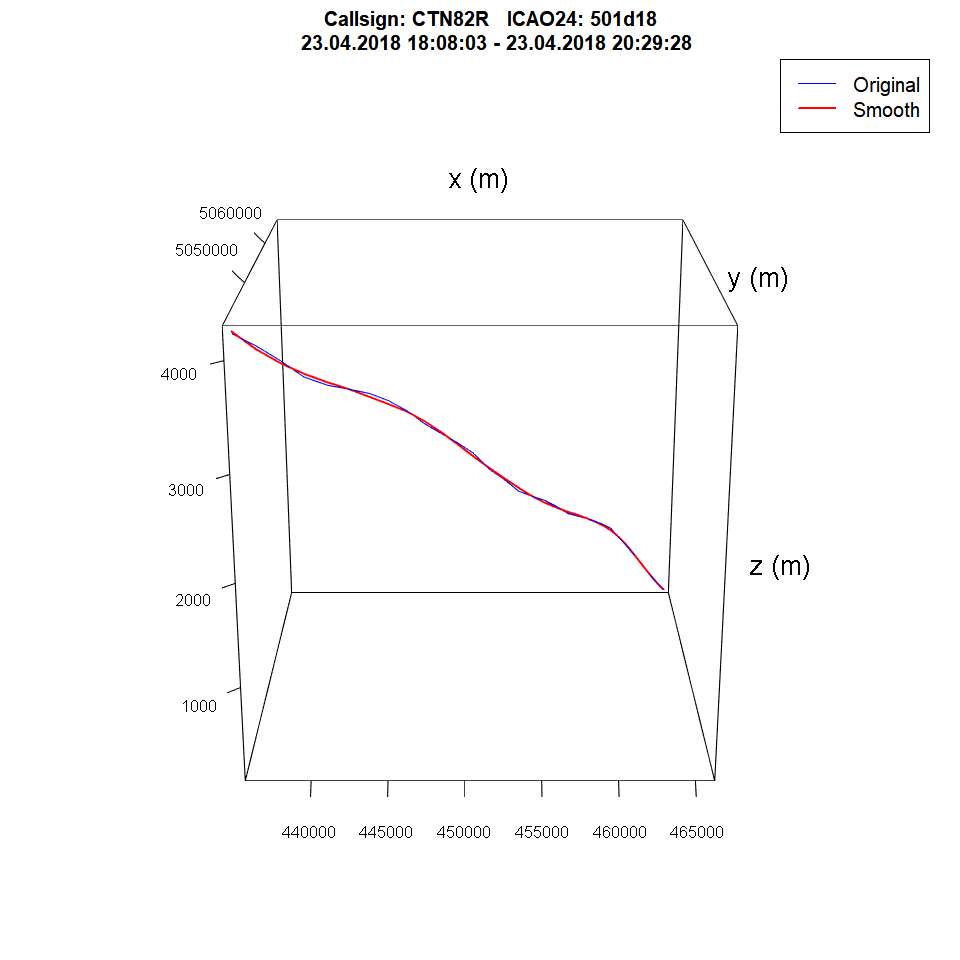 Callsign: CTN82R   ICAO24: 501d18
23.04.2018 18:08:03 - 23.04.2018 20:29:28
Original
Smooth
x (m)
5060000
5050000
y (m)
4000
3000
z (m)
2000
1000
440000 445000 450000 455000 460000 465000